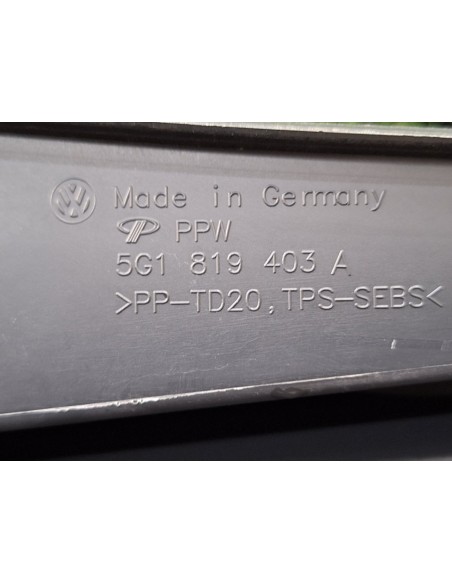 Made in Germany
PPW
5G1 819 403 A
>PP-TD20,TPS-SEBS<